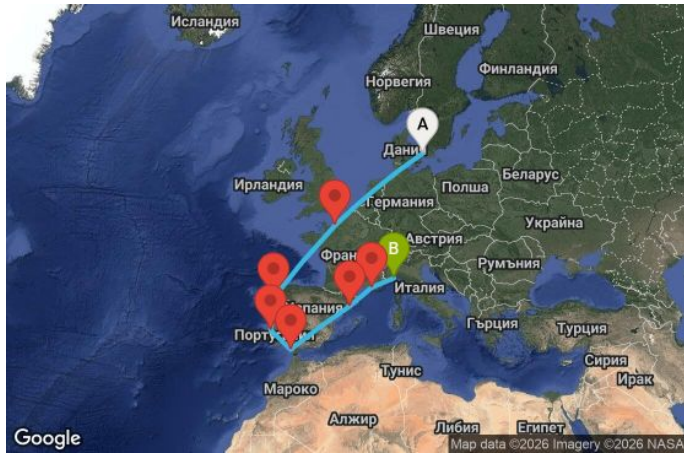 Исландия
Швеция
Финландия
Норвегия
A
Дани
Беларус
Ирландия
Полша
Германия
Украйна
Австрия
Фран
B
Румъния
Италия
Испания
Гърция
Португалия
Турция
Сирия
Тунис
Ирак
Мароко
Алжир
Либия
Египет
Google
Map data ©2026 Imagery ©2026 NASA